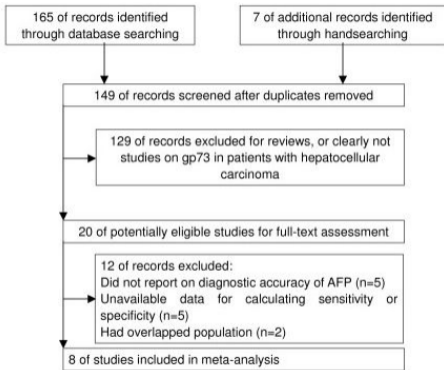 165 of records identified
through database searching
7 of additional records identified
through handsearching
149 of records screened after duplicates removed
129 of records excluded for reviews, or clearly not
studies on gp73 in patients with hepatocellular
carcinoma
20 of potentially eligible studies for full-text assessment
12 of records excluded:
Did not report on diagnostic accuracy of AFP (n=5)
Unavailable data for calculating sensitivity or
specificity (n=5)
Had overlapped population (n=2)
8 of studies included in meta-analysis